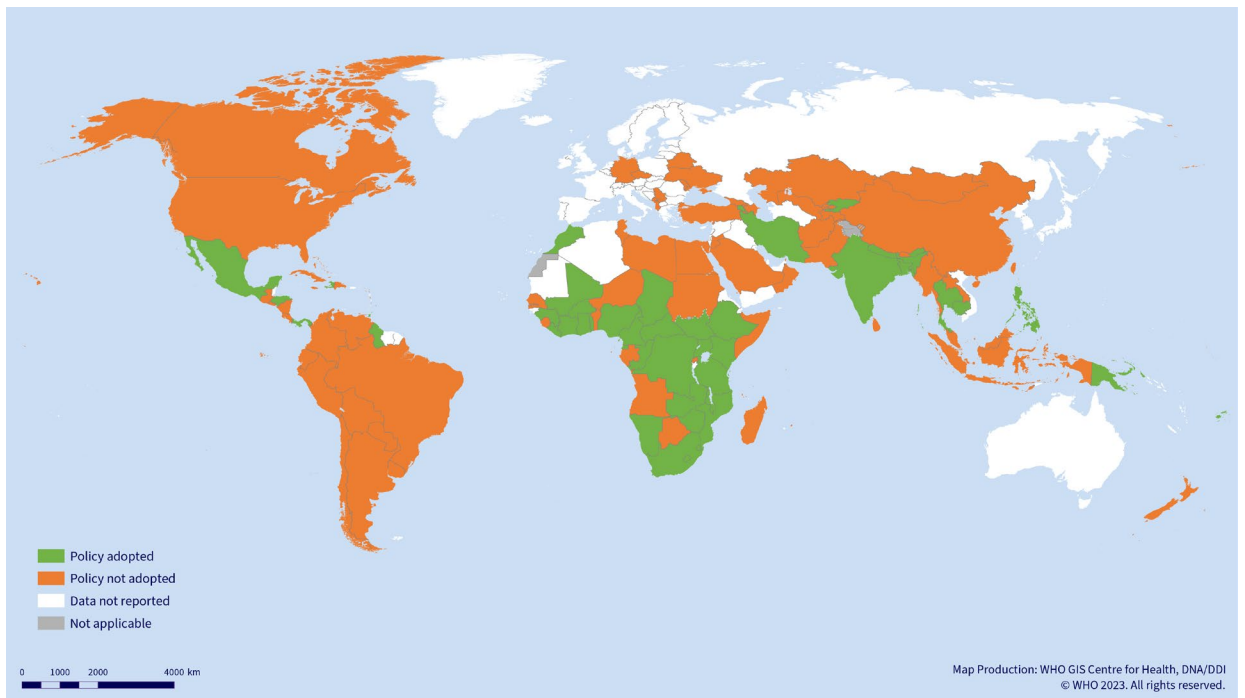 Policy adopted
Policy not adopted
Data not reported
Not applicable
0 1000 2000 4000 km
Map Production: WHO GIS Centre for Health, DNA/DDI
© WHO 2023. All rights reserved.